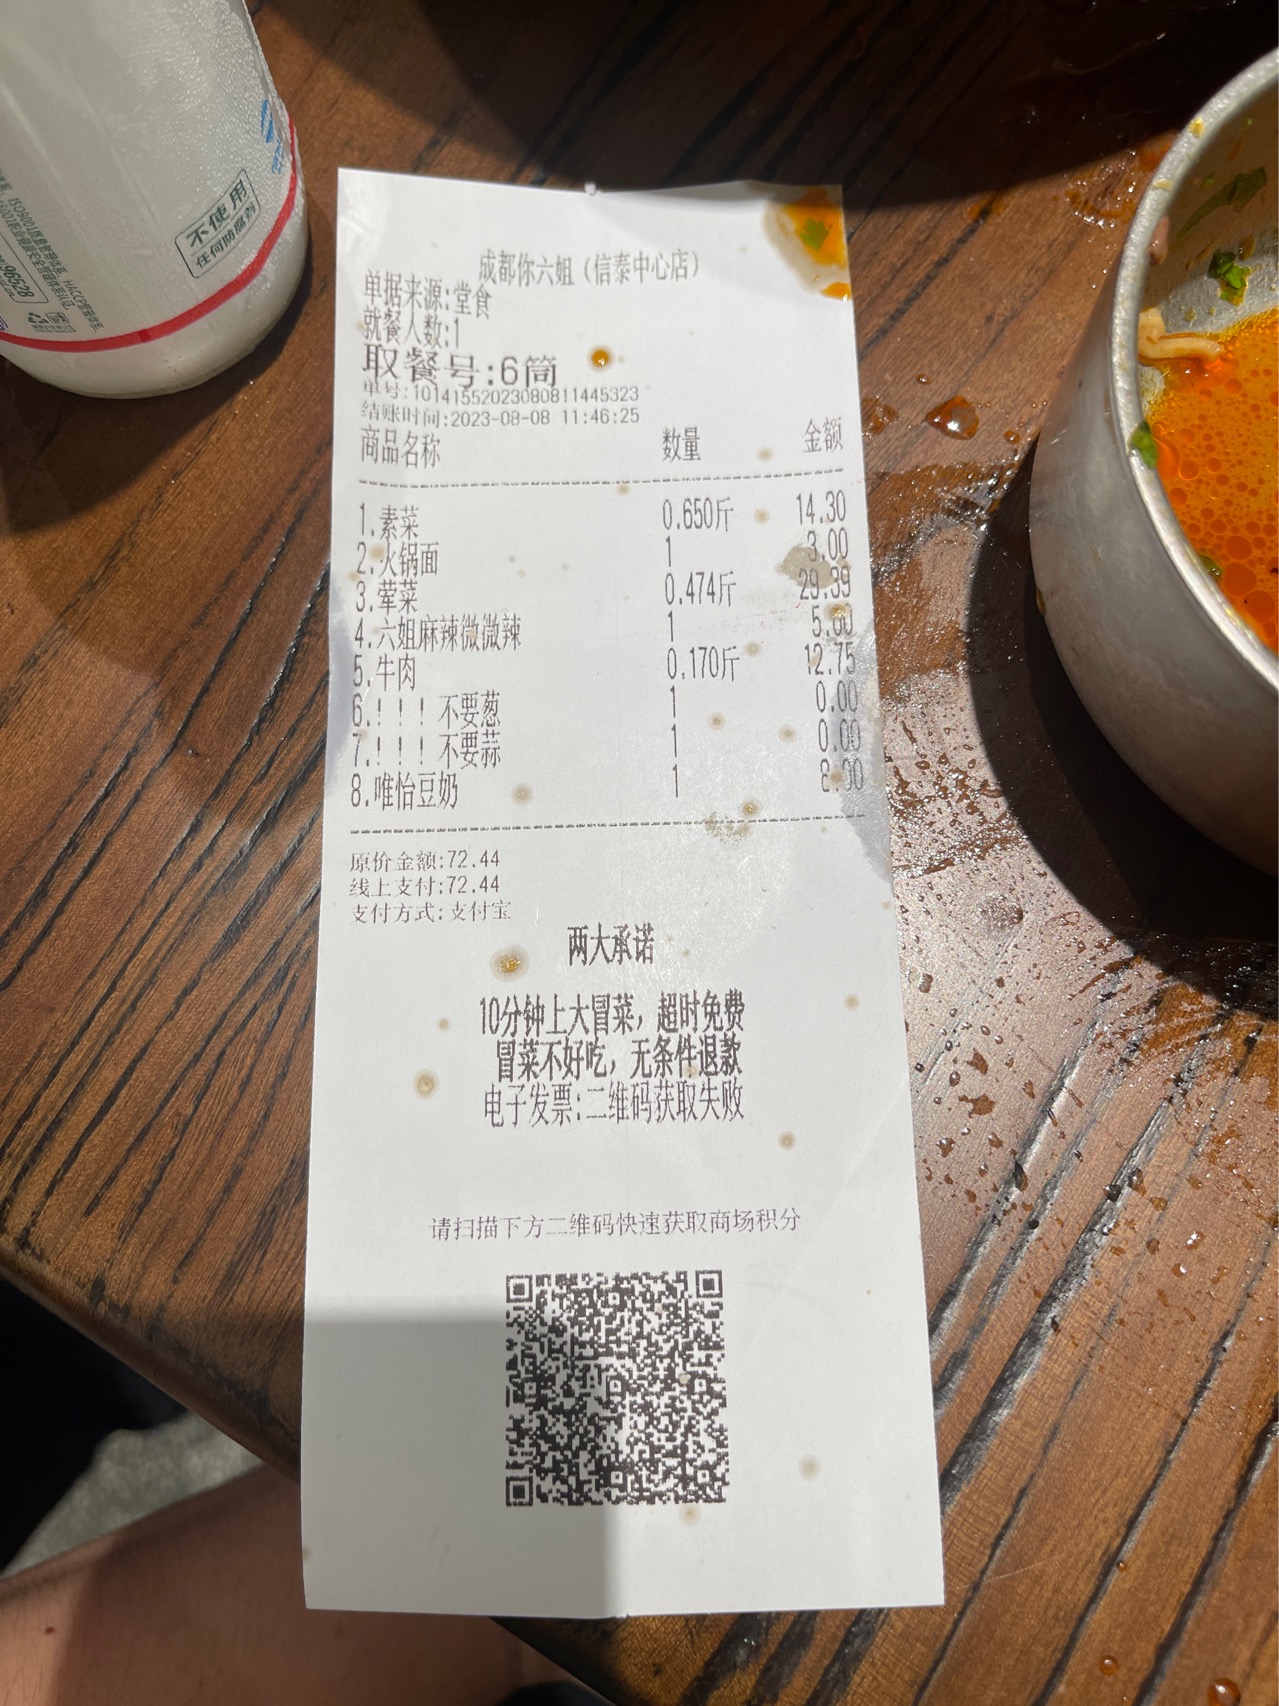 不使用
任何防腐剂
96528
成都你六姐（信泰中心店）
单据来源:堂食
就餐人数:1
取餐号:6筒
单号:10141552023080811445323
结账时间:2023-08-08 11:46:25
商品名称 数量 金额
1.素菜 0.650斤 14.30
2.火锅面 1 3.00
3.荤菜 0.474斤 29.39
4.六姐麻辣微微辣 1 5.00
5.牛肉 0.170斤 12.75
6.！！！不要葱 1 0.00
7.！！！不要蒜 1 0.00
8.唯怡豆奶 1 8.00
原价金额:72.44
线上支付:72.44
支付方式:支付宝
两大承诺
10分钟上大冒菜，超时免费
冒菜不好吃，无条件退款
电子发票:二维码获取失败
请扫描下方二维码快速获取商场积分